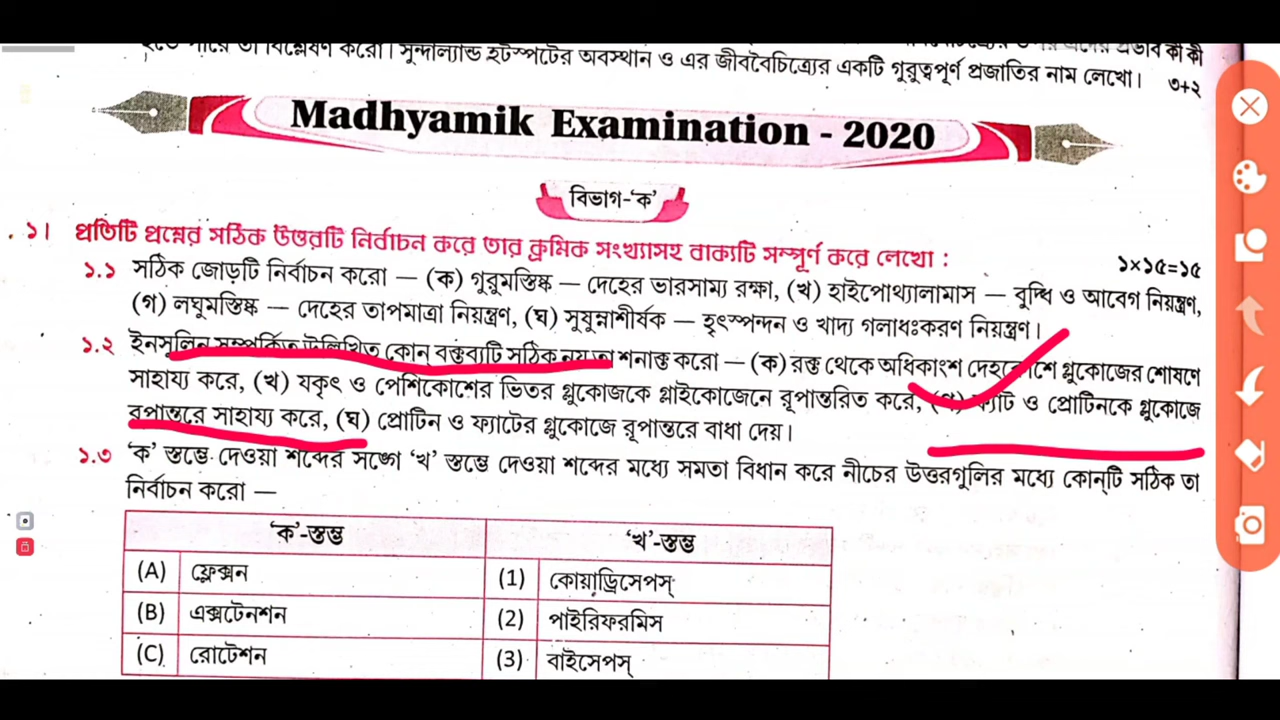 হতে পারে তা বিশ্লেষণ করো। সুন্দাল্যান্ড হটস্পটের অবস্থান ও এর জীববৈচিত্র্যের একটি গুরুত্বপূর্ণ প্রজাতির নাম লেখো। ৩+২
Madhyamik Examination - 2020
বিভাগ-‘ক’
১। প্রতিটি প্রশ্নের সঠিক উত্তরটি নির্বাচন করে তার ক্রমিক সংখ্যাসহ বাক্যটি সম্পূর্ণ করে লেখো : ১×১৫=১৫
১.১ সঠিক জোড়টি নির্বাচন করো — (ক) গুরুমস্তিষ্ক — দেহের ভারসাম্য রক্ষা, (খ) হাইপোথ্যালামাস — বুদ্ধি ও আবেগ নিয়ন্ত্রণ,
(গ) লঘুমস্তিষ্ক — দেহের তাপমাত্রা নিয়ন্ত্রণ, (ঘ) সুষুম্নাশীর্ষক — হৃৎস্পন্দন ও খাদ্য গলাধঃকরণ নিয়ন্ত্রণ।
১.২ ইনসুলিন সম্পর্কিত উল্লিখিত কোন বক্তব্যটি সঠিক নয় তা শনাক্ত করো — (ক) রক্ত থেকে অধিকাংশ দেহকোশে গ্লুকোজের শোষণে
সাহায্য করে, (খ) যকৃৎ ও পেশিকোশের ভিতর গ্লুকোজকে গ্লাইকোজেনে রূপান্তরিত করে, (গ) ফ্যাট ও প্রোটিনকে গ্লুকোজে
রূপান্তরে সাহায্য করে, (ঘ) প্রোটিন ও ফ্যাটের গ্লুকোজে রূপান্তরে বাধা দেয়।
১.৩ ‘ক’ স্তম্ভে দেওয়া শব্দের সঙ্গে ‘খ’ স্তম্ভে দেওয়া শব্দের মধ্যে সমতা বিধান করে নীচের উত্তরগুলির মধ্যে কোন্‌টি সঠিক তা
নির্বাচন করো —
‘ক’-স্তম্ভ ‘খ’-স্তম্ভ
(A) ফ্লেক্সন (1) কোয়াড্রিসেপস্
(B) এক্সটেনশন (2) পাইরিফরমিস
(C) রোটেশন (3) বাইসেপস্